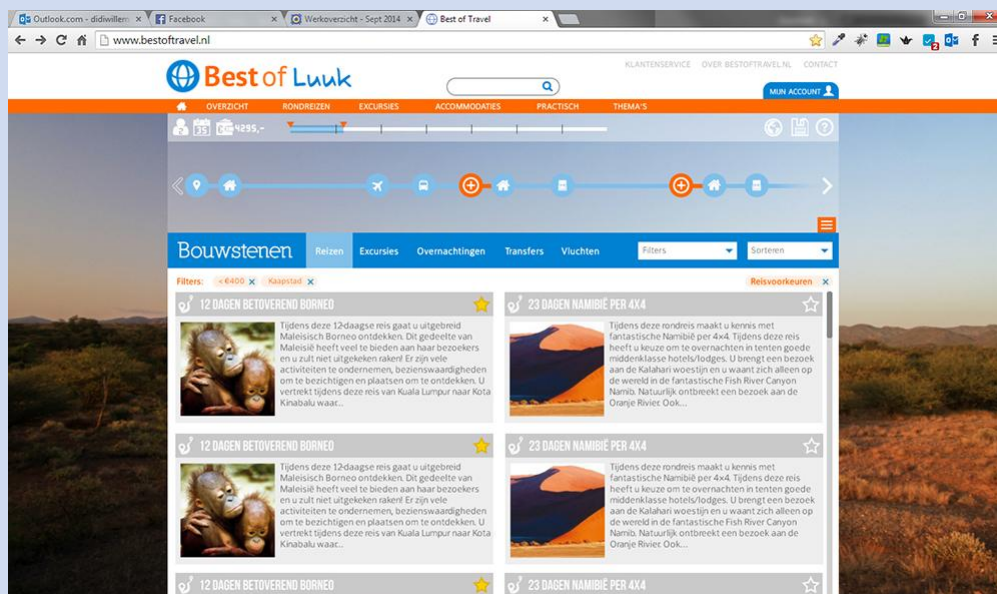 Outlook.com - didiwillem
Facebook
Werkoverzicht - Sept 2014
Best of Travel
www.bestoftravel.nl
2
KLANTENSERVICE OVER BESTOFTRAVEL.NL CONTACT
Best of Luuk
MIJN ACCOUNT
OVERZICHT RONDREIZEN EXCURSIES ACCOMMODATIES PRACTISCH THEMA'S
2 35 €4295,-
Bouwstenen Reizen Excursies Overnachtingen Transfers Vluchten Filters Sorteren
Filters: <€400 x Kaapstad x Reisvoorkeuren x
12 DAGEN BETOVEREND BORNEO
Tijdens deze 12-daagse reis gaat u uitgebreid
Maleisisch Borneo ontdekken. Dit gedeelte van
Maleisië heeft veel te bieden aan haar bezoekers
en u zult niet uitgekeken raken! Er zijn vele
activiteiten te ondernemen, bezienswaardigheden
om te bezichtigen en plaatsen om te ontdekken. U
vertrekt tijdens deze reis van Kuala Lumpur naar Kota
Kinabalu waar...
23 DAGEN NAMIBIË PER 4X4
Tijdens deze rondreis maakt u kennis met
fantastische Namibië per 4×4. Tijdens deze reis
heeft u keuze om te overnachten in tenten goede
middenklasse hotels/lodges. U brengt een bezoek
aan de Kalahari woestijn en u waant zich alleen op
de wereld in de fantastische Fish River Canyon
Namib. Natuurlijk ontbreekt een bezoek aan de
Oranje Rivier. Ook...
12 DAGEN BETOVEREND BORNEO
Tijdens deze 12-daagse reis gaat u uitgebreid
Maleisisch Borneo ontdekken. Dit gedeelte van
Maleisië heeft veel te bieden aan haar bezoekers
en u zult niet uitgekeken raken! Er zijn vele
activiteiten te ondernemen, bezienswaardigheden
om te bezichtigen en plaatsen om te ontdekken. U
vertrekt tijdens deze reis van Kuala Lumpur naar Kota
Kinabalu waar...
23 DAGEN NAMIBIË PER 4X4
Tijdens deze rondreis maakt u kennis met
fantastische Namibië per 4×4. Tijdens deze reis
heeft u keuze om te overnachten in tenten goede
middenklasse hotels/lodges. U brengt een bezoek
aan de Kalahari woestijn en u waant zich alleen op
de wereld in de fantastische Fish River Canyon
Namib. Natuurlijk ontbreekt een bezoek aan de
Oranje Rivier. Ook...
12 DAGEN BETOVEREND BORNEO
23 DAGEN NAMIBIË PER 4X4